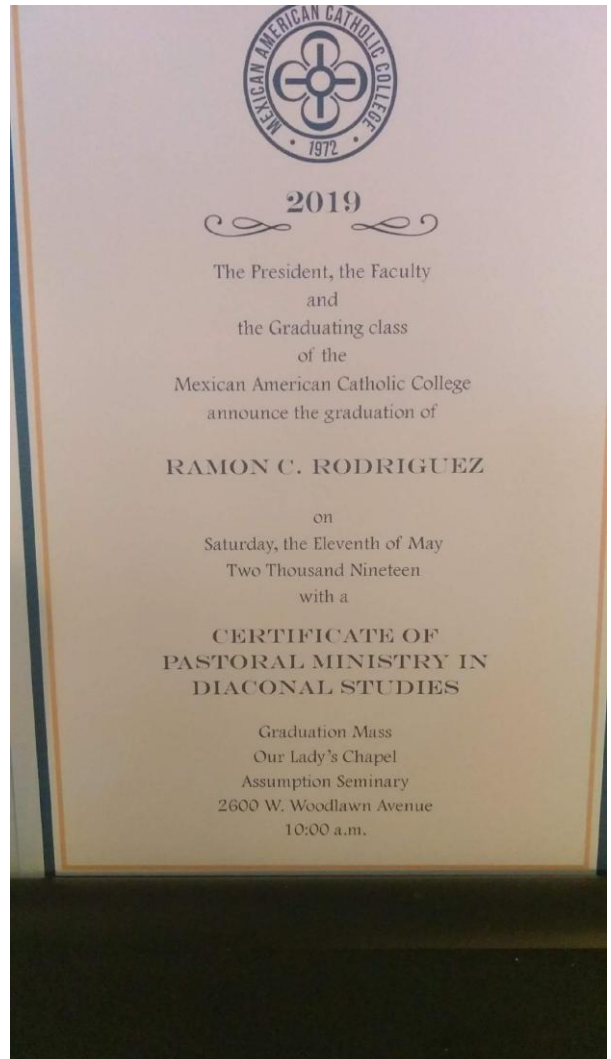 MEXICAN AMERICAN CATHOLIC COLLEGE
• 1972 •
2019
The President, the Faculty
and
the Graduating class
of the
Mexican American Catholic College
announce the graduation of
RAMON C. RODRIGUEZ
on
Saturday, the Eleventh of May
Two Thousand Nineteen
with a
CERTIFICATE OF
PASTORAL MINISTRY IN
DIACONAL STUDIES
Graduation Mass
Our Lady's Chapel
Assumption Seminary
2600 W. Woodlawn Avenue
10:00 a.m.